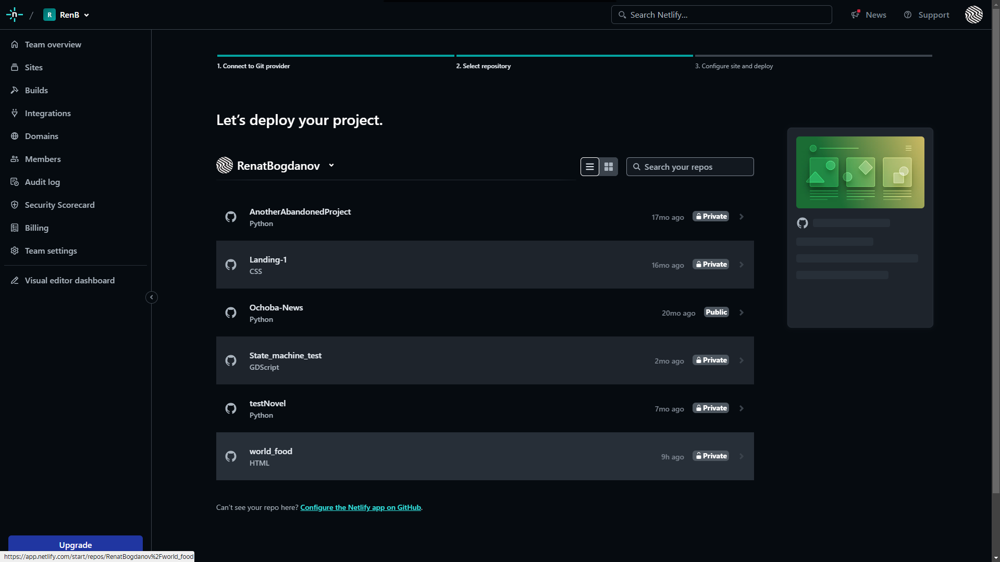 / R RenB
Search Netlify...
News
Support
Team overview
Sites
Builds
Integrations
Domains
Members
Audit log
Security Scorecard
Billing
Team settings
Visual editor dashboard
Upgrade
https://app.netlify.com/start/repos/RenatBogdanov%2Fworld_food
1. Connect to Git provider
2. Select repository
3. Configure site and deploy
Let’s deploy your project.
RenatBogdanov
Search your repos
AnotherAbandonedProject
Python
17mo ago Private
Landing-1
CSS
16mo ago Private
Ochoba-News
Python
20mo ago Public
State_machine_test
GDScript
2mo ago Private
testNovel
Python
7mo ago Private
world_food
HTML
9h ago Private
Can’t see your repo here? Configure the Netlify app on GitHub.